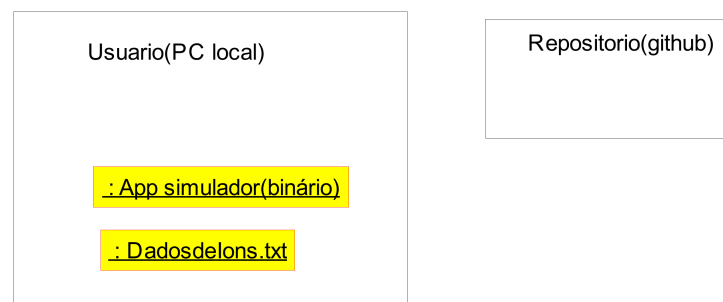 Usuario(PC local)
Repositorio(github)
: App simulador(binário)
: DadosdeIons.txt